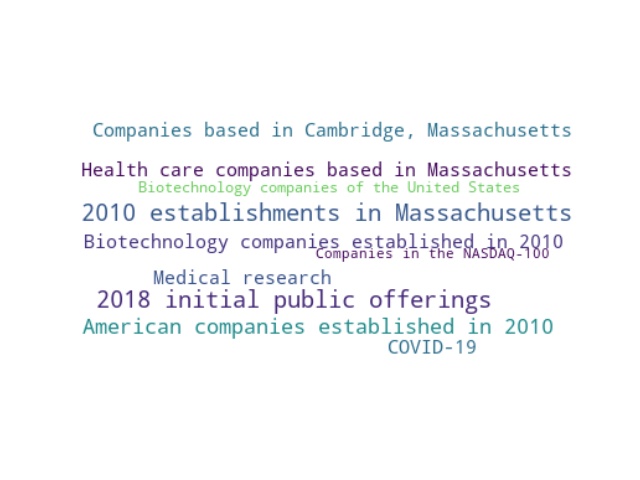 Companies based in Cambridge, Massachusetts
Health care companies based in Massachusetts
Biotechnology companies of the United States
2010 establishments in Massachusetts
Biotechnology companies established in 2010
Companies in the NASDAQ-100
Medical research
2018 initial public offerings
American companies established in 2010
COVID-19